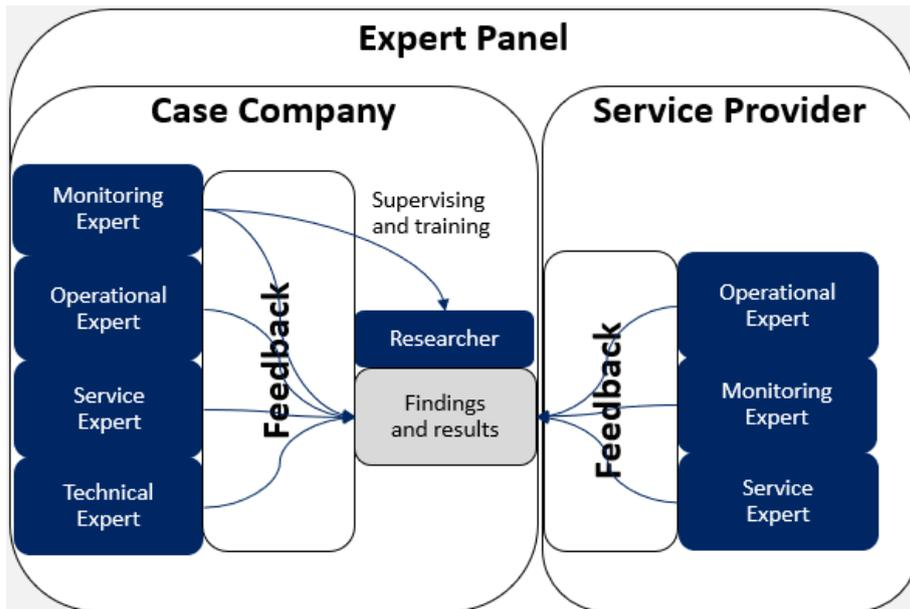 Expert Panel
Case Company
Service Provider
Monitoring
Expert
Operational
Expert
Service
Expert
Technical
Expert
Feedback
Supervising
and training
Researcher
Findings
and results
Feedback
Operational
Expert
Monitoring
Expert
Service
Expert